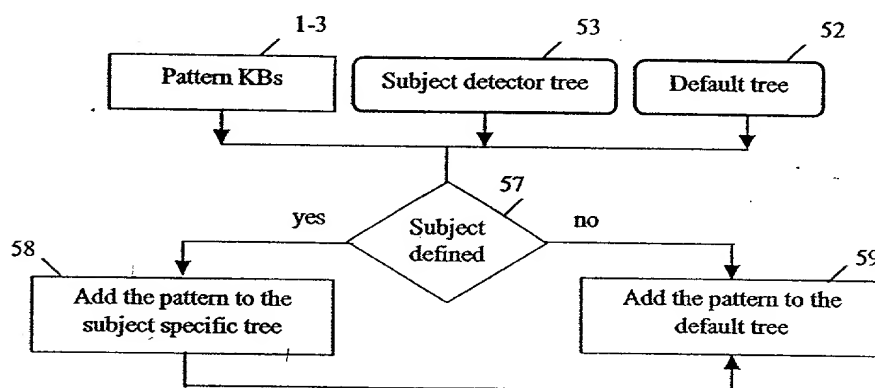 1-3
53
52
Pattern KBs
Subject detector tree
Default tree
57
yes
Subject
defined
no
58
59
Add the pattern to the
subject specific tree
Add the pattern to the
default tree